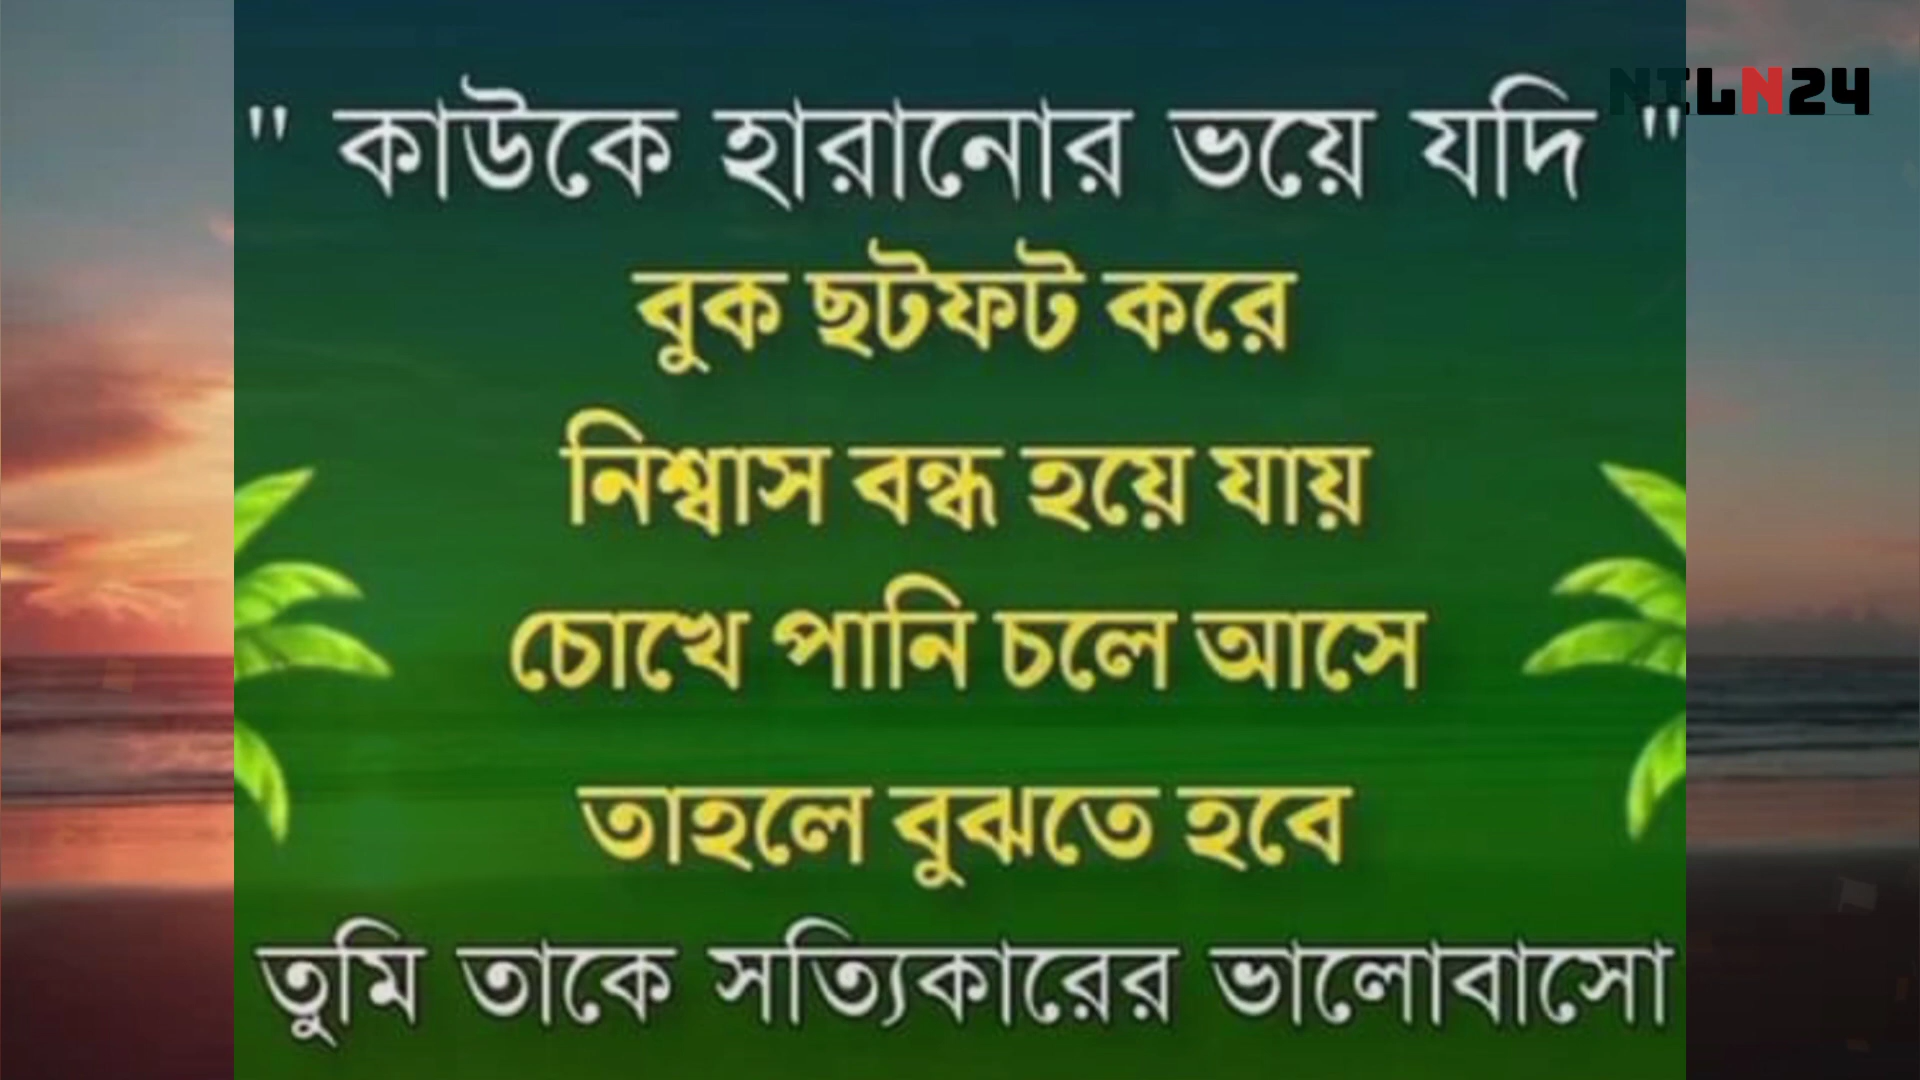 NILN24
" কাউকে হারানোর ভয়ে যদি "
বুক ছটফট করে
নিশ্বাস বন্ধ হয়ে যায়
চোখে পানি চলে আসে
তাহলে বুঝতে হবে
তুমি তাকে সত্যিকারের ভালোবাসো